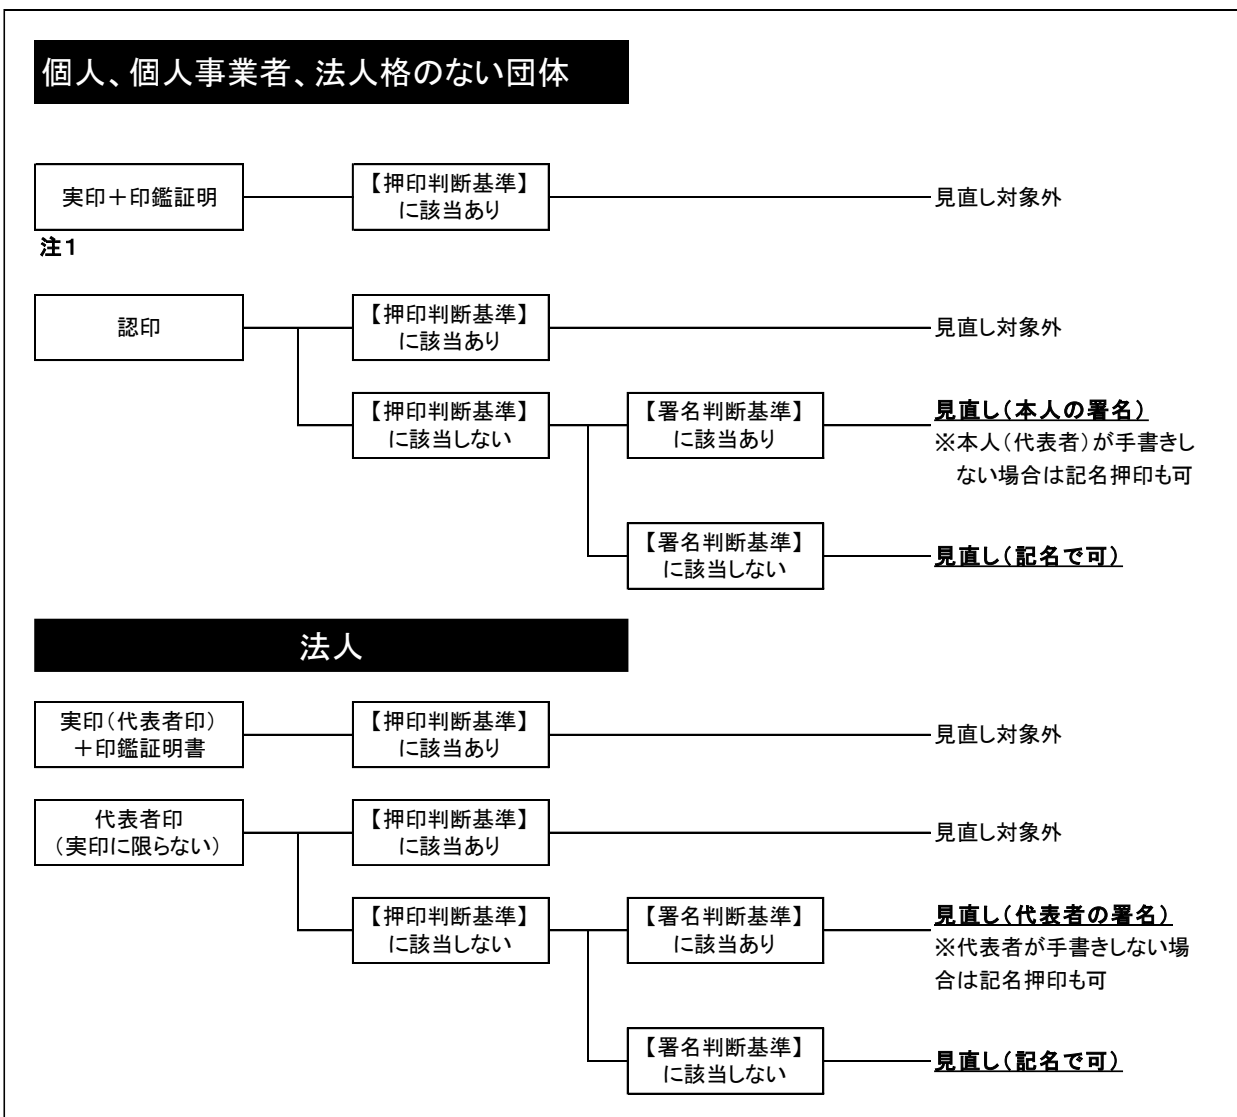 個人、個人事業者、法人格のない団体
実印＋印鑑証明
【押印判断基準】
に該当あり
見直し対象外
注１
認印
【押印判断基準】
に該当あり
見直し対象外
【押印判断基準】
に該当しない
【署名判断基準】
に該当あり
見直し（本人の署名）
※本人（代表者）が手書きし
ない場合は記名押印も可
【署名判断基準】
に該当しない
見直し（記名で可）
法人
実印（代表者印）
＋印鑑証明書
【押印判断基準】
に該当あり
見直し対象外
代表者印
（実印に限らない）
【押印判断基準】
に該当あり
見直し対象外
【押印判断基準】
に該当しない
【署名判断基準】
に該当あり
見直し（代表者の署名）
※代表者が手書きしない場
合は記名押印も可
【署名判断基準】
に該当しない
見直し（記名で可）